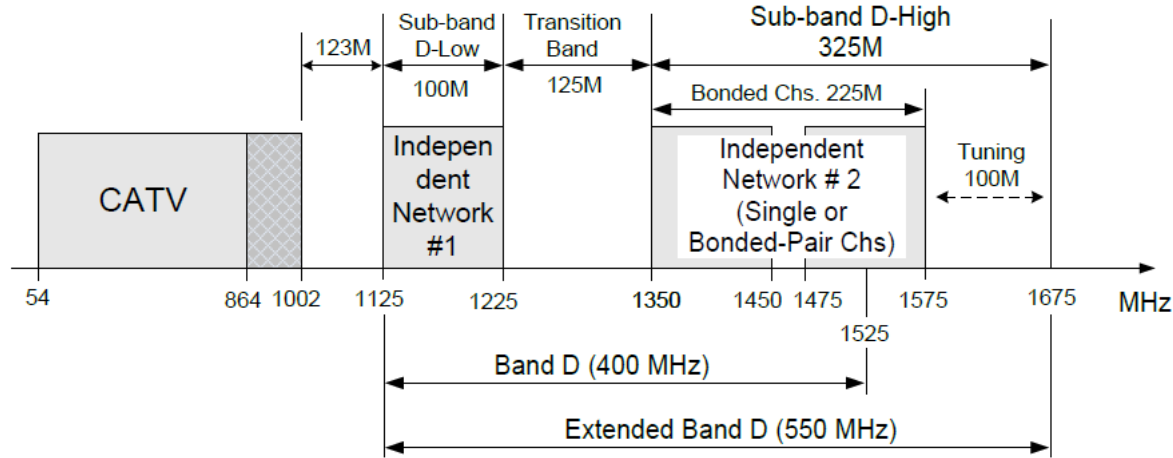 Sub-band
D-Low
Transition
Band
Sub-band D-High
325M
123M
100M
125M
Bonded Chs. 225M
CATV
Indepen
dent
Network
#1
Independent
Network # 2
(Single or
Bonded-Pair Chs)
Tuning
100M
54
864
1002
1125
1225
1350
1450
1475
1575
1675
MHz
1525
Band D (400 MHz)
Extended Band D (550 MHz)